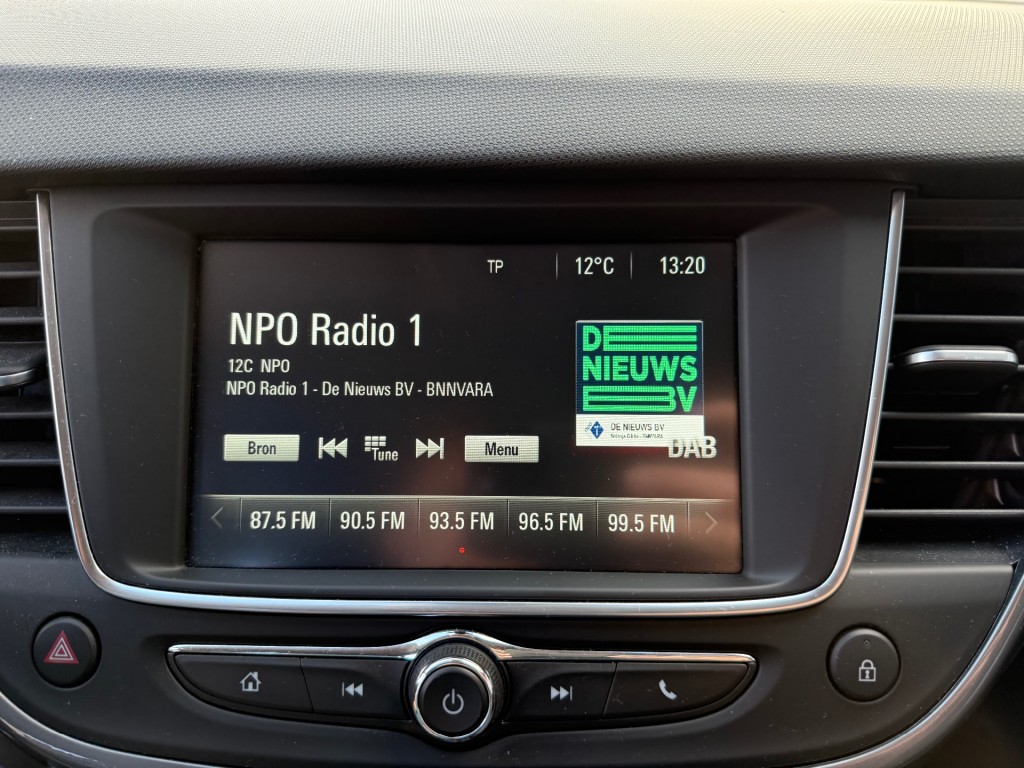 TP 12°C 13:20
NPO Radio 1
12C NPO
NPO Radio 1 - De Nieuws BV - BNNVARA
DE
NIEUWS
BV
DE NIEUWS BV
DAB
Bron Tune Menu
87.5 FM 90.5 FM 93.5 FM 96.5 FM 99.5 FM